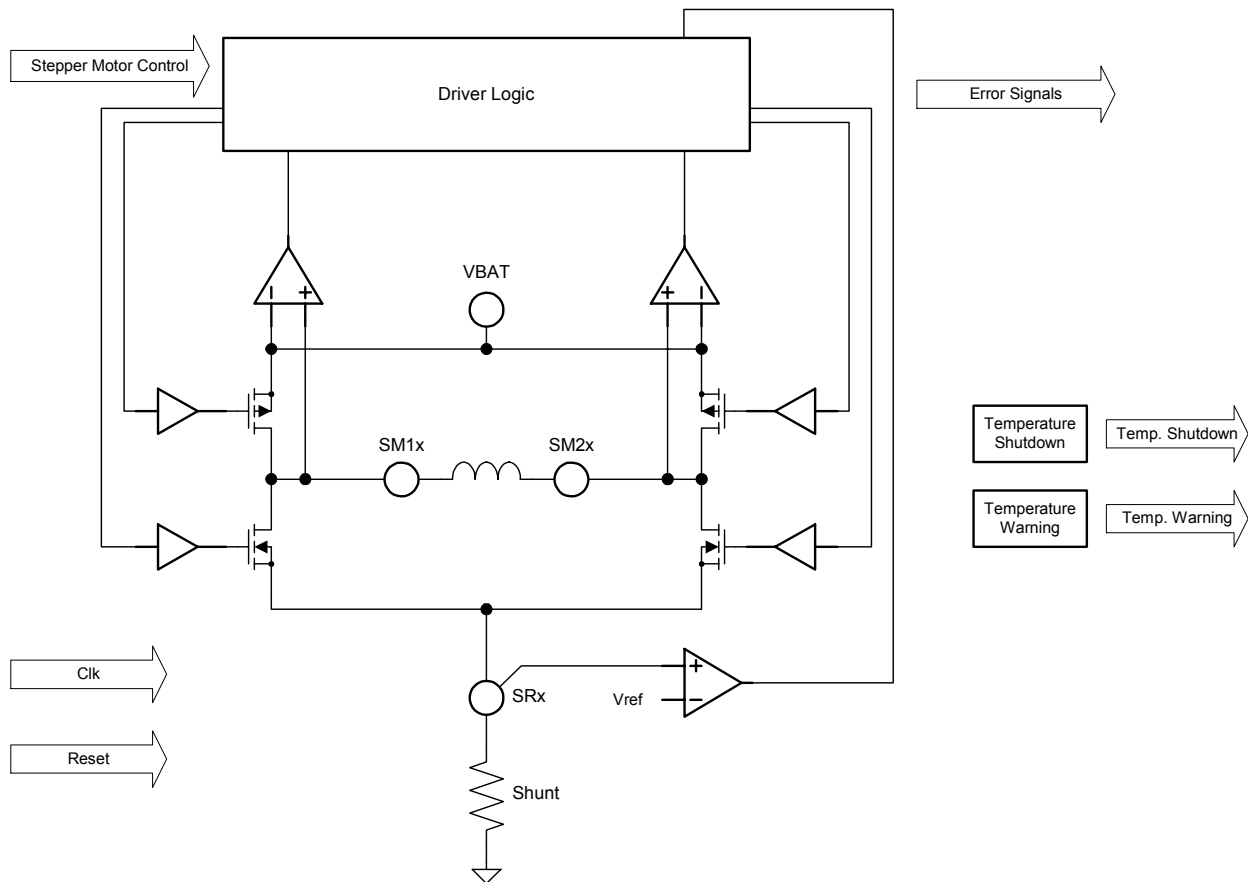 Stepper Motor Control
Driver Logic
Error Signals
VBAT
SM1x
SM2x
Temperature
Shutdown
Temp. Shutdown
Temperature
Warning
Temp. Warning
Clk
SRx
Vref
Reset
Shunt